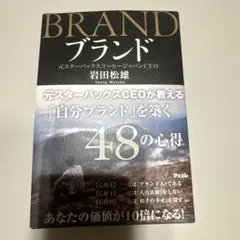 BRAND
ブランド
元スターバックスコーヒージャパンCEO
岩田松雄
元スターバックスCEOが教える
「自分ブランド」を築く
48の心得
あなたの価値が10倍になる!